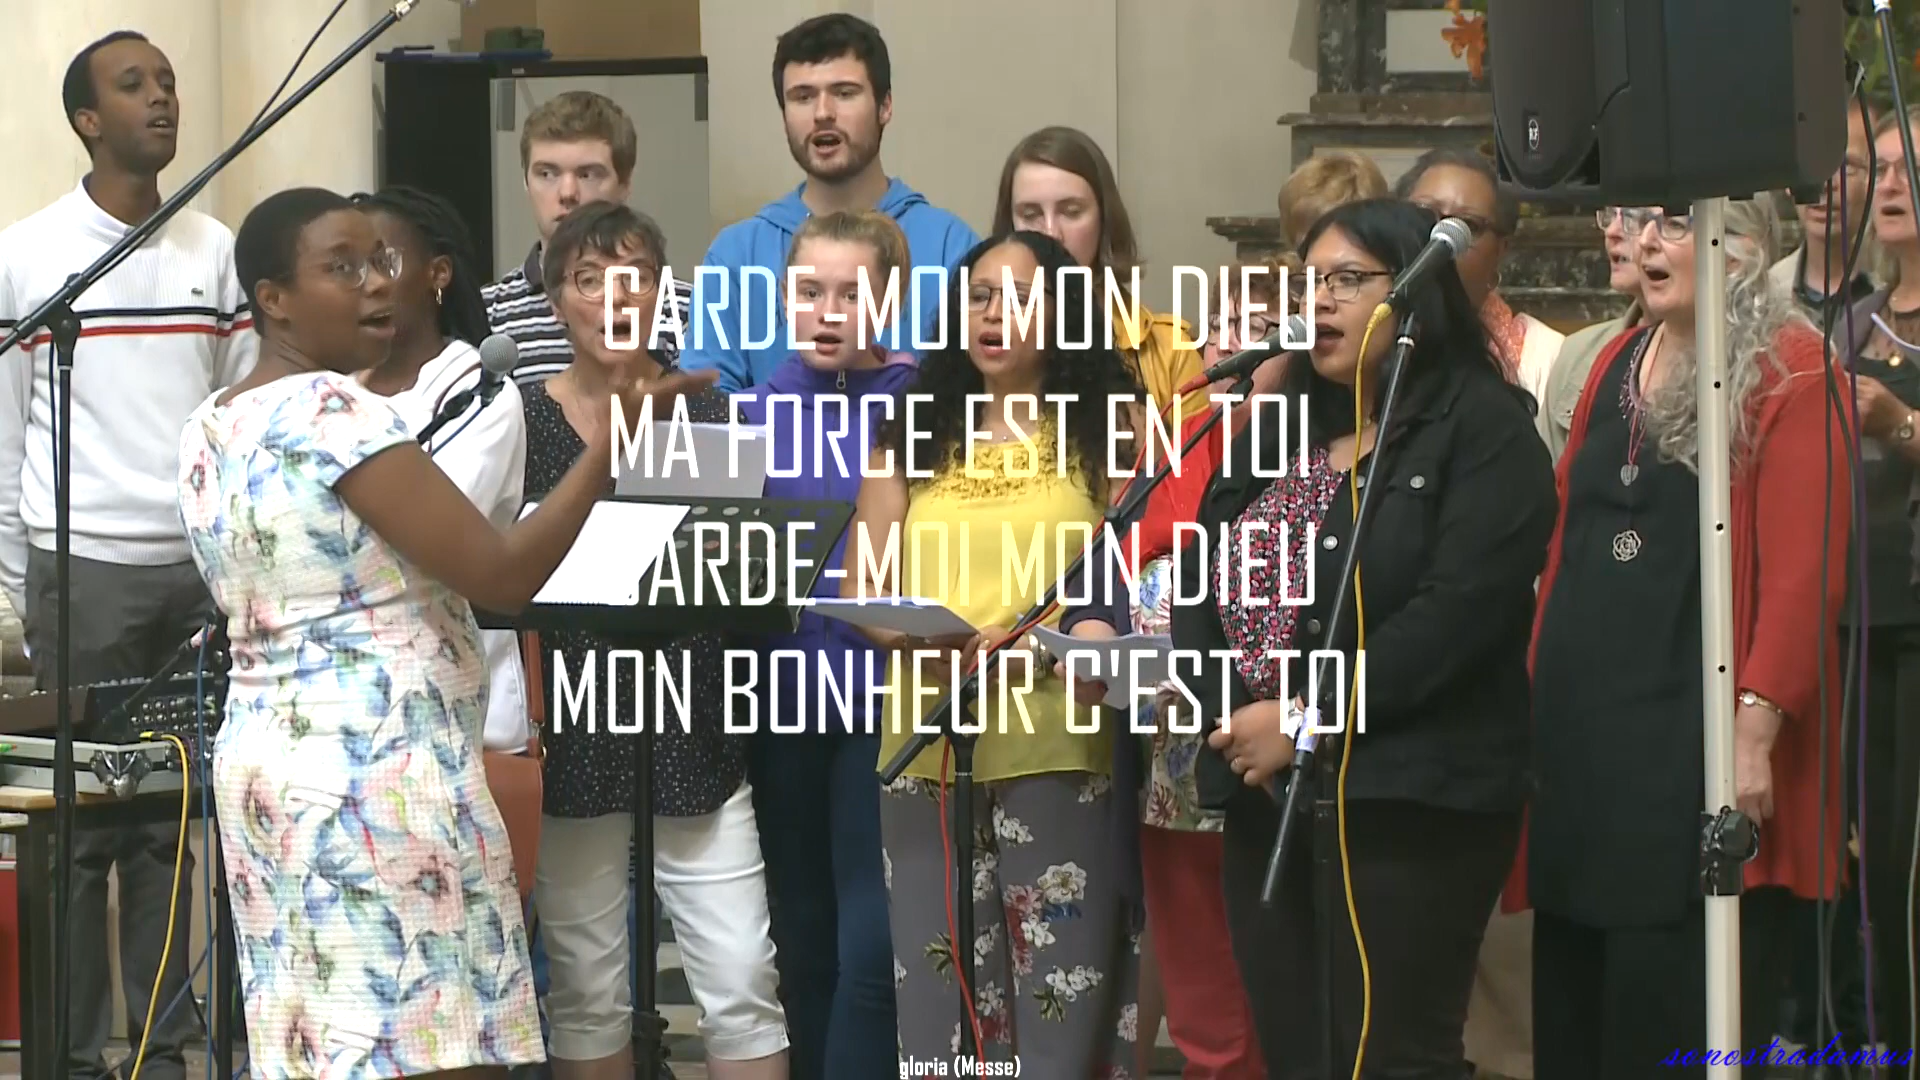 GARDE-MOI MON DIEU
MA FORCE EST EN TOI
GARDE-MOI MON DIEU
MON BONHEUR C'EST TOI
gloria (Messe)
sonostradamus